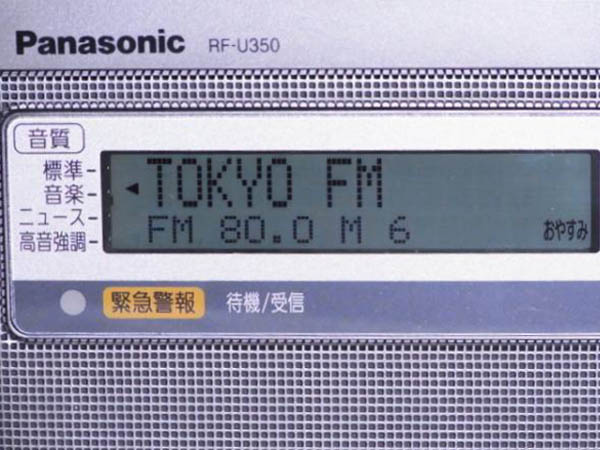 Panasonic RF-U350
音質
標準-
音楽-
ニュース-
高音強調-
◄ TOKYO FM
FM 80.0 M 6 おやすみ
緊急警報 待機/受信